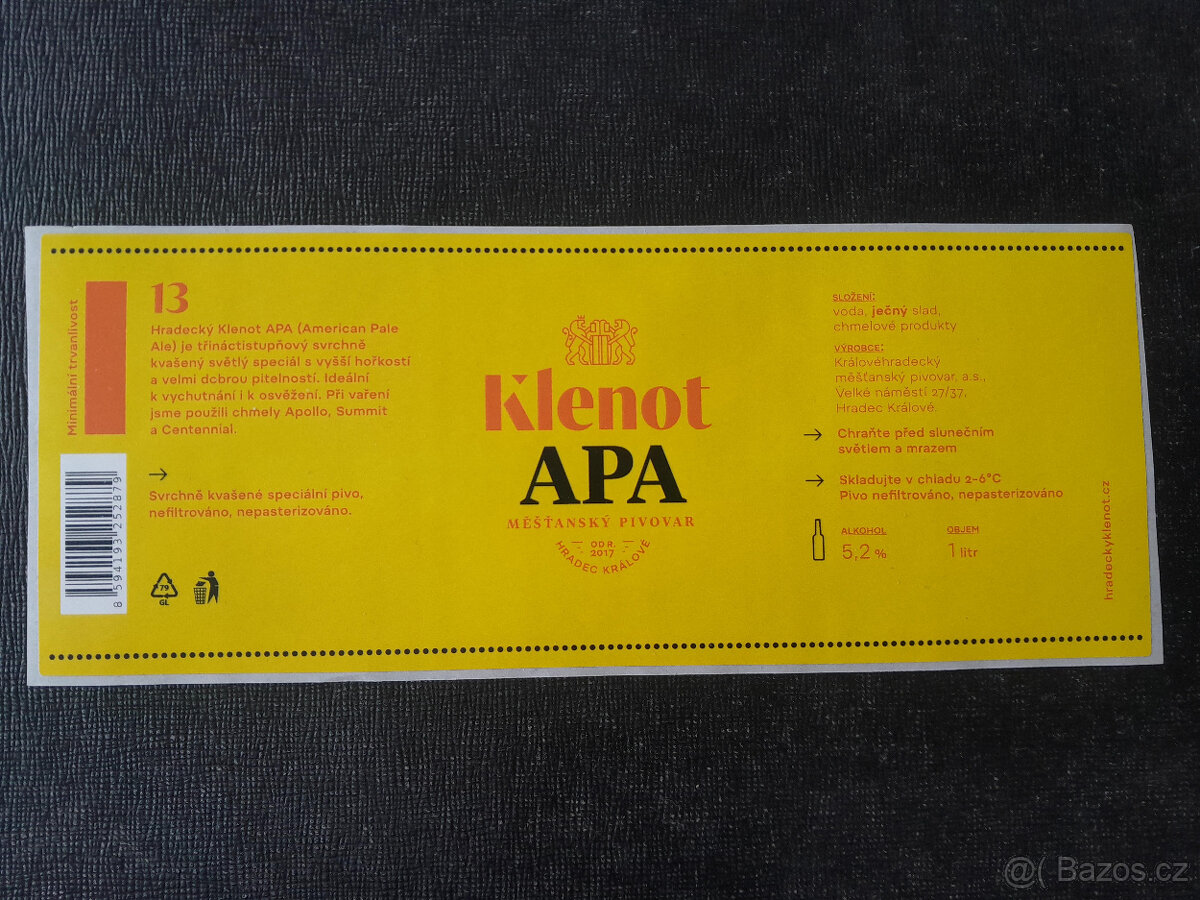 Minimální trvanlivost
13
Hradecký Klenot APA (American Pale
Ale) je třináctistupňový svrchně
kvašený světlý speciál s vyšší hořkostí
a velmi dobrou pitelností. Ideální
k vychutnání i k osvěžení. Při vaření
jsme použili chmely Apollo, Summit
a Centennial.
→
Svrchně kvašené speciální pivo,
nefiltrováno, nepasterizováno.
8 594193 252879
79
GL
Klenot
APA
MĚŠŤANSKÝ PIVOVAR
OD R.
2017
HRADEC KRÁLOVÉ
SLOŽENÍ:
voda, ječný slad,
chmelové produkty
VÝROBCE:
Královéhradecký
měšťanský pivovar, a.s.,
Velké náměstí 27/37,
Hradec Králové.
→ Chraňte před slunečním
světlem a mrazem
→ Skladujte v chladu 2-6°C
Pivo nefiltrováno, nepasterizováno
ALKOHOL
5,2 %
OBJEM
1 litr
hradeckyklenot.cz
@( Bazos.cz